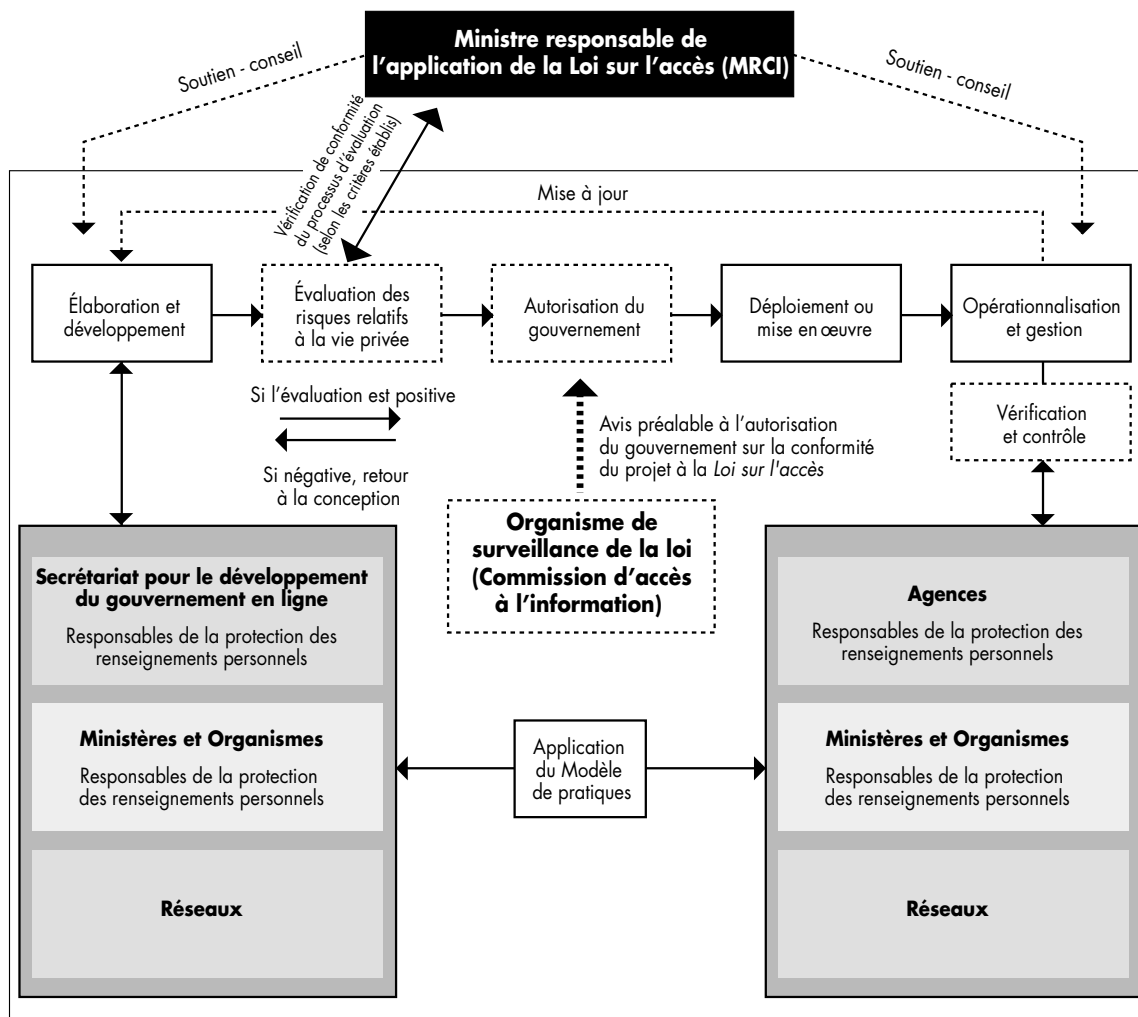 Ministre responsable de
l'application de la Loi sur l'accès (MRCI)
Soutien - conseil
Soutien - conseil
Vérification de conformité
du processus d'évaluation
(selon les critères établis)
Mise à jour
Élaboration et
développement
Évaluation des
risques relatifs
à la vie privée
Autorisation du
gouvernement
Déploiement ou
mise en œuvre
Opérationnalisation
et gestion
Si l'évaluation est positive
Si négative, retour
à la conception
Avis préalable à l'autorisation
du gouvernement sur la conformité
du projet à la Loi sur l'accès
Vérification
et contrôle
Organisme de
surveillance de la loi
(Commission d'accès
à l'information)
Secrétariat pour le développement
du gouvernement en ligne
Responsables de la protection des
renseignements personnels
Ministères et Organismes
Responsables de la protection
des renseignements personnels
Réseaux
Application
du Modèle
de pratiques
Agences
Responsables de la protection des
renseignements personnels
Ministères et Organismes
Responsables de la protection
des renseignements personnels
Réseaux